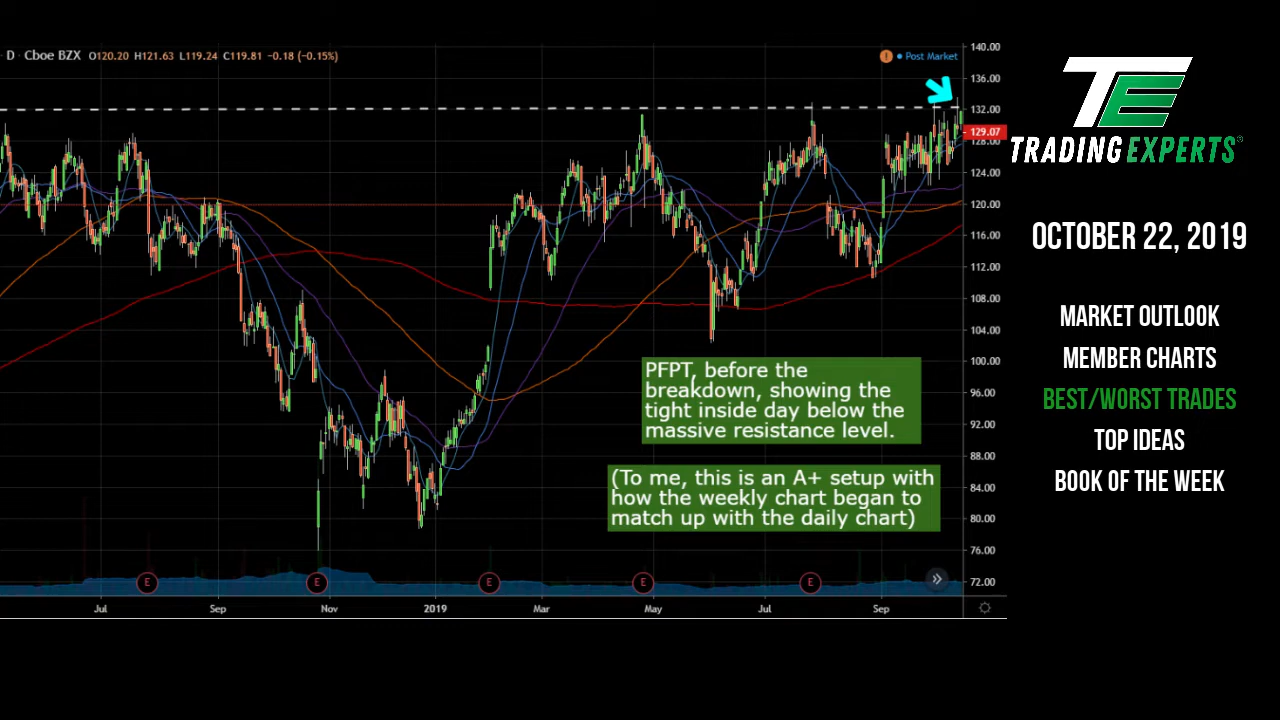 D Cboe BZX O120.20 H121.63 L119.24 C119.81 −0.18 (−0.15%)
! Post Market
140.00
136.00
132.00
129.07
128.00
124.00
120.00
116.00
112.00
108.00
104.00
100.00
96.00
92.00
88.00
84.00
80.00
76.00
72.00
PFPT, before the
breakdown, showing the
tight inside day below the
massive resistance level.
(To me, this is an A+ setup with
how the weekly chart began to
match up with the daily chart)
E E E E E
Jul Sep Nov 2019 Mar May Jul Sep
TE
TRADING EXPERTS®
OCTOBER 22, 2019
MARKET OUTLOOK
MEMBER CHARTS
BEST/WORST TRADES
TOP IDEAS
BOOK OF THE WEEK